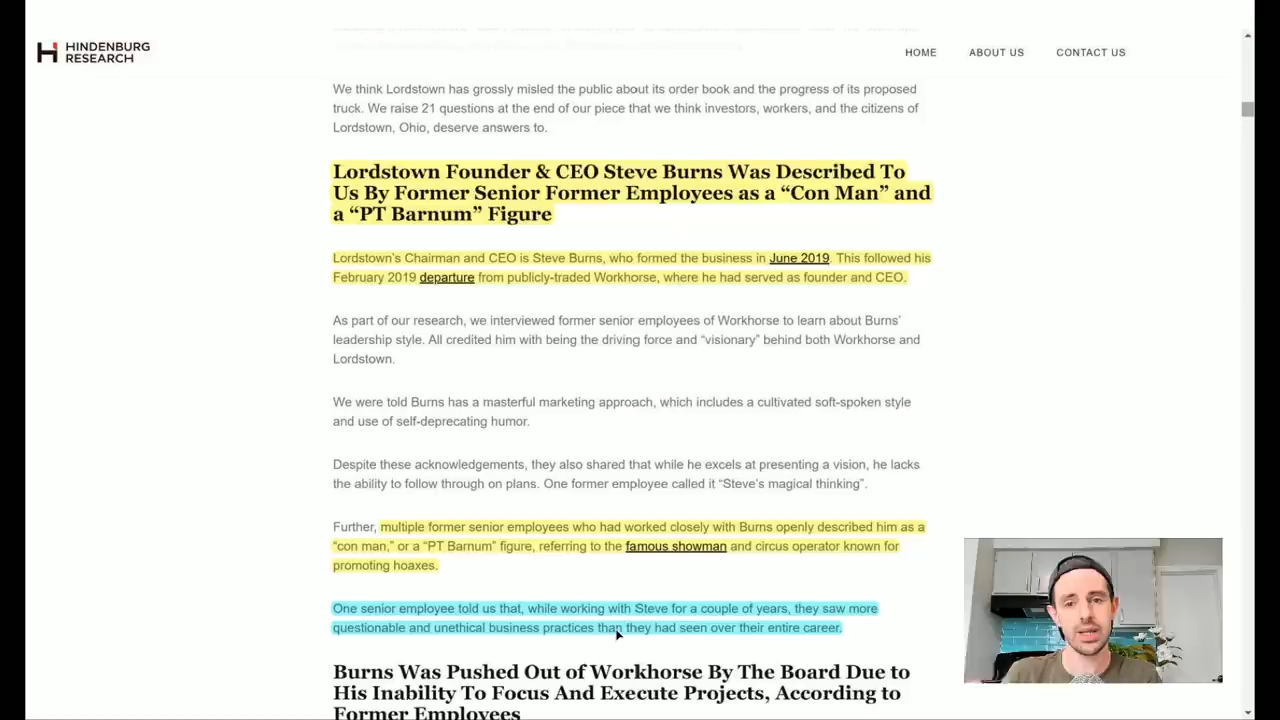 HINDENBURG
RESEARCH
HOME
ABOUT US
CONTACT US
We think Lordstown has grossly misled the public about its order book and the progress of its proposed
truck. We raise 21 questions at the end of our piece that we think investors, workers, and the citizens of
Lordstown, Ohio, deserve answers to.
Lordstown Founder & CEO Steve Burns Was Described To
Us By Former Senior Former Employees as a “Con Man” and
a “PT Barnum” Figure
Lordstown’s Chairman and CEO is Steve Burns, who formed the business in June 2019. This followed his
February 2019 departure from publicly-traded Workhorse, where he had served as founder and CEO.
As part of our research, we interviewed former senior employees of Workhorse to learn about Burns’
leadership style. All credited him with being the driving force and “visionary” behind both Workhorse and
Lordstown.
We were told Burns has a masterful marketing approach, which includes a cultivated soft-spoken style
and use of self-deprecating humor.
Despite these acknowledgements, they also shared that while he excels at presenting a vision, he lacks
the ability to follow through on plans. One former employee called it “Steve’s magical thinking”.
Further, multiple former senior employees who had worked closely with Burns openly described him as a
“con man,” or a “PT Barnum” figure, referring to the famous showman and circus operator known for
promoting hoaxes.
One senior employee told us that, while working with Steve for a couple of years, they saw more
questionable and unethical business practices than they had seen over their entire career.
Burns Was Pushed Out of Workhorse By The Board Due to
His Inability To Focus And Execute Projects, According to
Former Employees